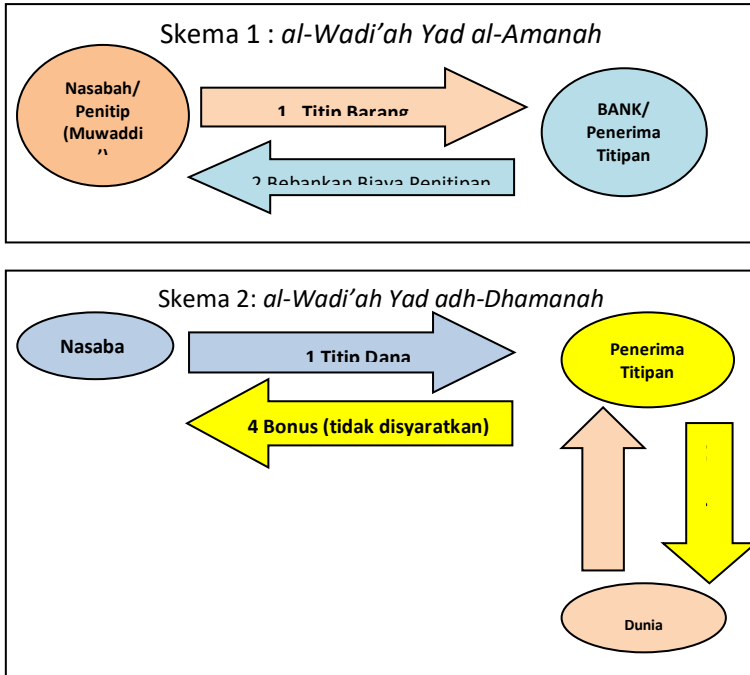 Skema 1 : al-Wadi’ah Yad al-Amanah
Nasabah/
Penitip
(Muwaddi
’)
1 Titip Barang
BANK/
Penerima
Titipan
2 Bebankan Biaya Penitipan
Skema 2: al-Wadi’ah Yad adh-Dhamanah
Nasaba
1 Titip Dana
Penerima
Titipan
4 Bonus (tidak disyaratkan)
Dunia